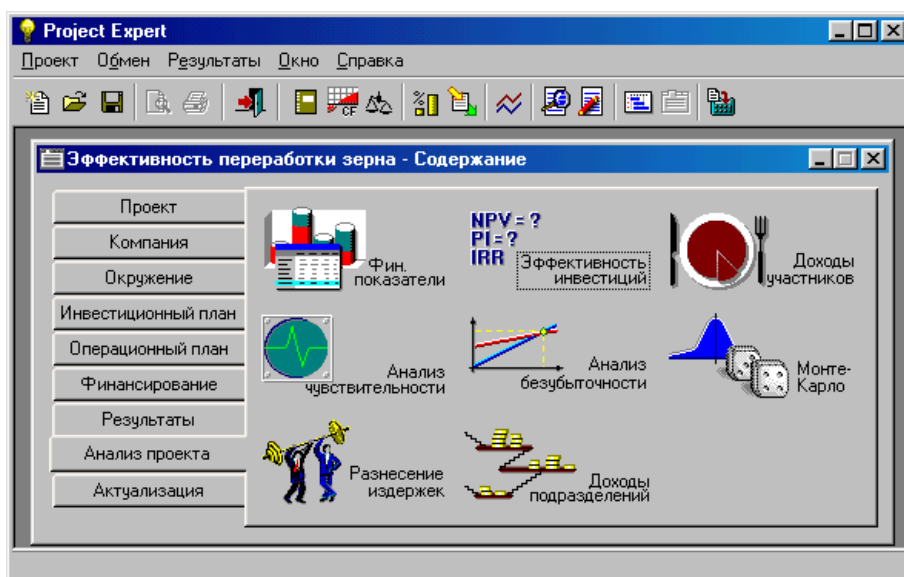 Project Expert
Проект Обмен Результаты Окно Справка
CF
Эффективность переработки зерна - Содержание
Проект
Компания
Окружение
Инвестиционный план
Операционный план
Финансирование
Результаты
Анализ проекта
Актуализация
Фин.
показатели
NPV = ?
PI = ?
IRR
Эффективность
инвестиций
Доходы
участников
Анализ
чувствительности
Анализ
безубыточности
Монте-
Карло
Разнесение
издержек
Доходы
подразделений